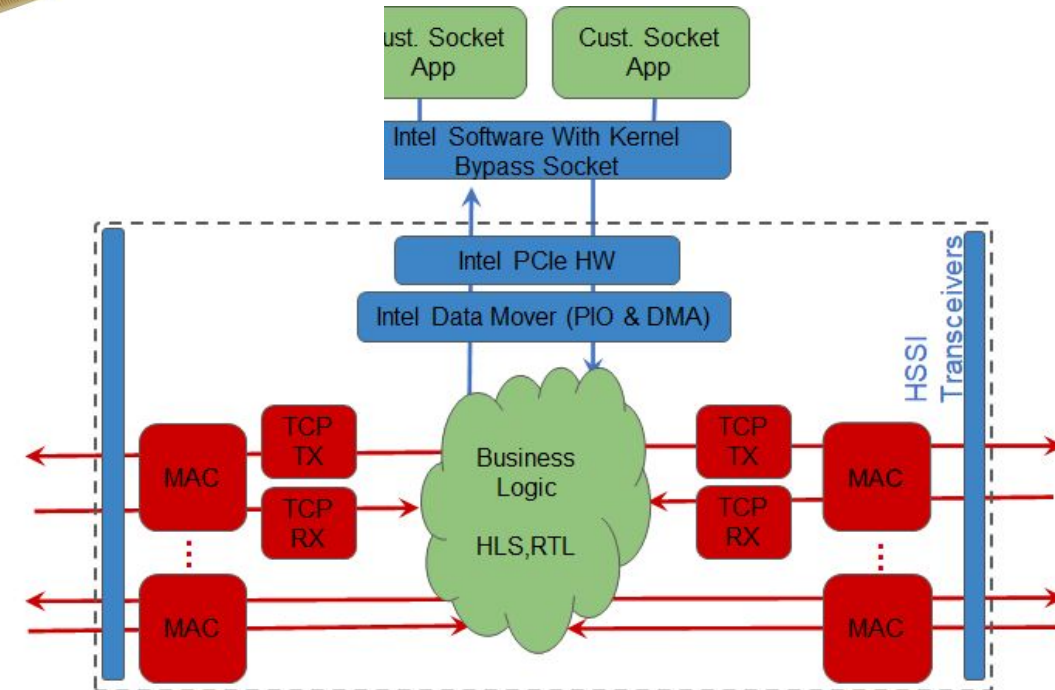 ust. Socket
App
Cust. Socket
App
Intel Software With Kernel
Bypass Socket
Intel PCIe HW
Intel Data Mover (PIO & DMA)
HSSI
Transceivers
MAC
TCP
TX
TCP
RX
Business
Logic
HLS,RTL
TCP
TX
TCP
RX
MAC
MAC
MAC